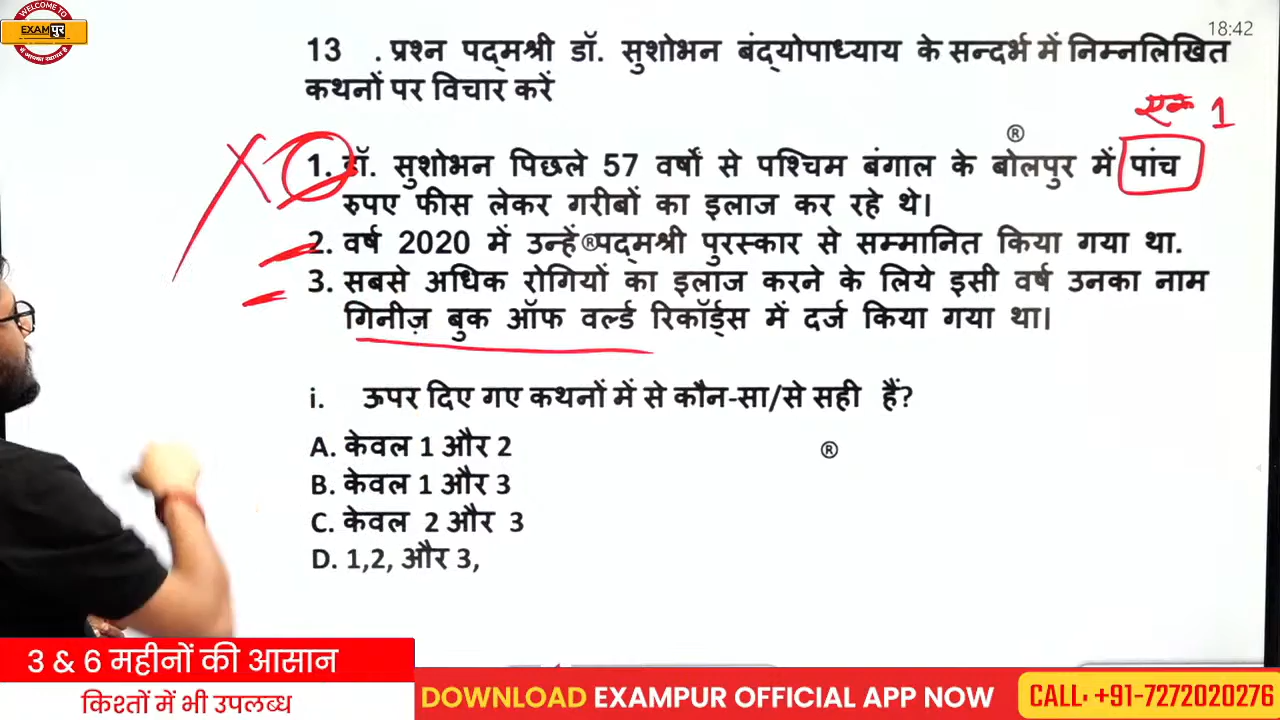 WELCOME TO
EXAMपुर
18:42
13 . प्रश्न पद्मश्री डॉ. सुशोभन बंद्योपाध्याय के सन्दर्भ में निम्नलिखित
कथनों पर विचार करें
एक 1
1. डॉ. सुशोभन पिछले 57 वर्षों से पश्चिम बंगाल के बोलपुर में पांच
रुपए फीस लेकर गरीबों का इलाज कर रहे थे।
2. वर्ष 2020 में उन्हें पद्मश्री पुरस्कार से सम्मानित किया गया था.
3. सबसे अधिक रोगियों का इलाज करने के लिये इसी वर्ष उनका नाम
गिनीज़ बुक ऑफ वर्ल्ड रिकॉर्ड्स में दर्ज किया गया था।
i. ऊपर दिए गए कथनों में से कौन-सा/से सही हैं?
A. केवल 1 और 2
B. केवल 1 और 3
C. केवल 2 और 3
D. 1,2, और 3,
3 & 6 महीनों की आसान
किश्तों में भी उपलब्ध
DOWNLOAD EXAMPUR OFFICIAL APP NOW
CALL: +91-7272020276